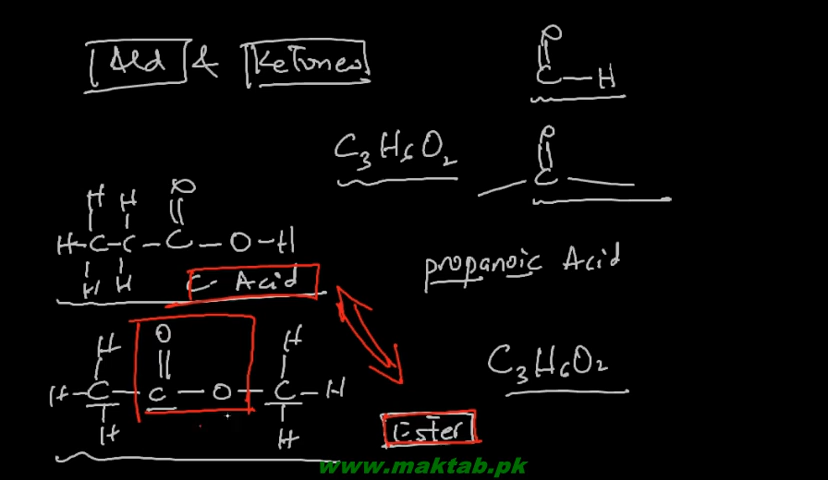 Ald & Ketones
O
||
C—H
C3H6O2
O
||
C
H H O
||
H-C-C-C-O-H
H H
C- Acid
propanoic Acid
H O H
||
H-C-C-O-C-H
H H
C3H6O2
Ester
www.maktab.pk